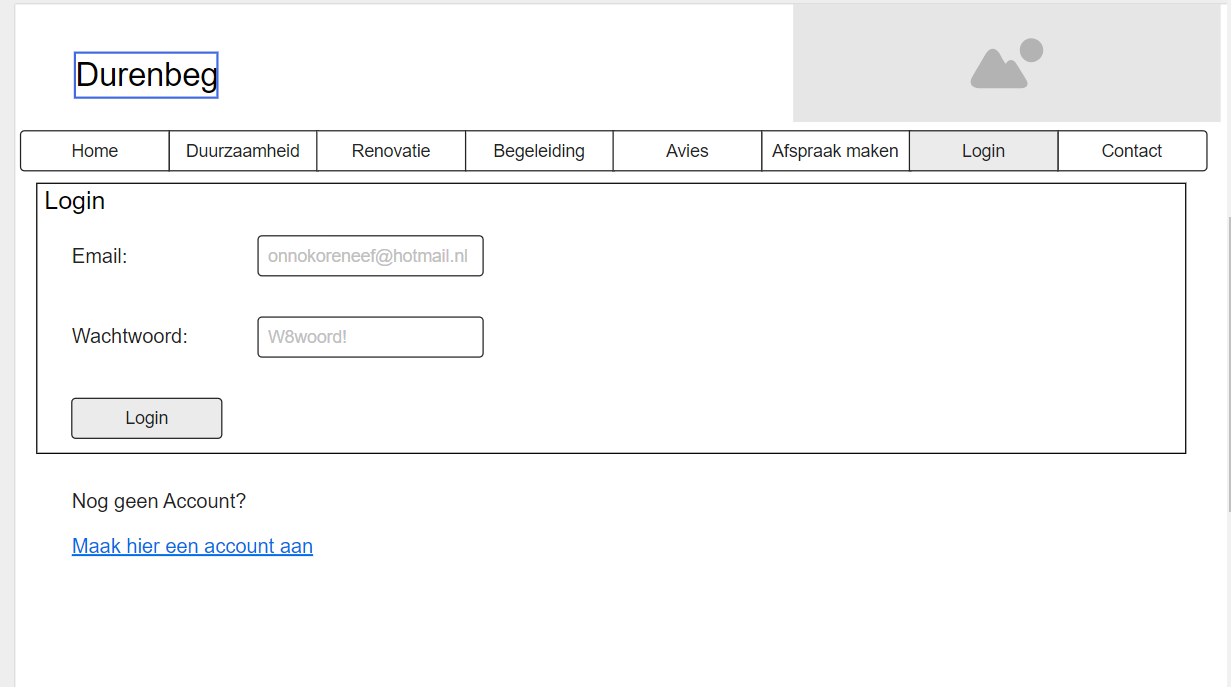 Durenbeg
Home Duurzaamheid Renovatie Begeleiding Avies Afspraak maken Login Contact
Login
Email: onnokoreneef@hotmail.nl
Wachtwoord: W8woord!
Login
Nog geen Account?
Maak hier een account aan